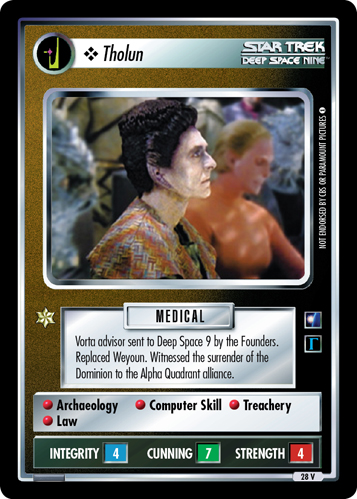 ❖ Tholun
STAR TREK
DEEP SPACE NINE™
NOT ENDORSED BY CBS OR PARAMOUNT PICTURES
MEDICAL
Vorta advisor sent to Deep Space 9 by the Founders.
Replaced Weyoun. Witnessed the surrender of the
Dominion to the Alpha Quadrant alliance.
Γ
• Archaeology • Computer Skill • Treachery
• Law
INTEGRITY 4 CUNNING 7 STRENGTH 4
28 V